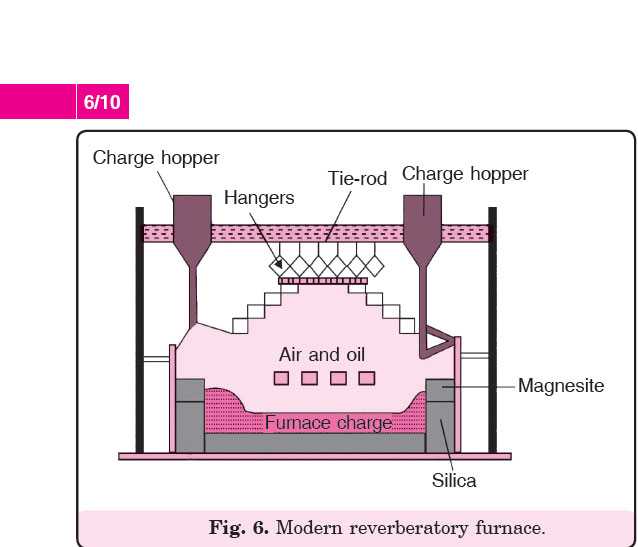 6/10
Charge hopper
Tie-rod
Charge hopper
Hangers
Air and oil
Magnesite
Furnace charge
Silica
Fig. 6. Modern reverberatory furnace.